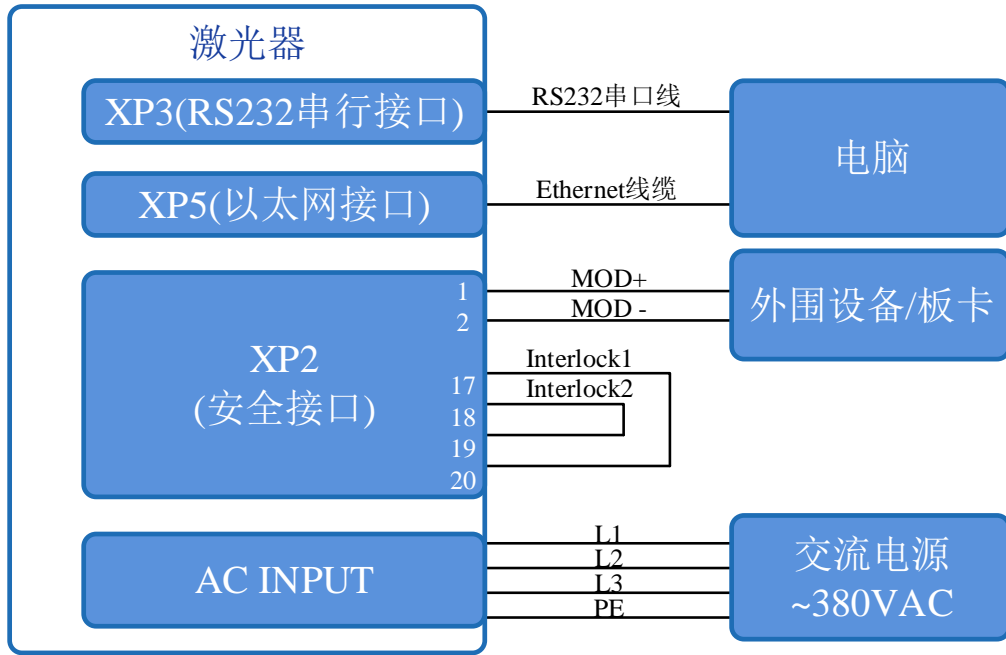 激光器
XP3(RS232串行接口)
RS232串口线
电脑
XP5(以太网接口)
Ethernet线缆
1
MOD+
2
MOD -
外围设备/板卡
XP2
(安全接口)
Interlock1
17
Interlock2
18
19
20
AC INPUT
L1
L2
L3
PE
交流电源
~380VAC